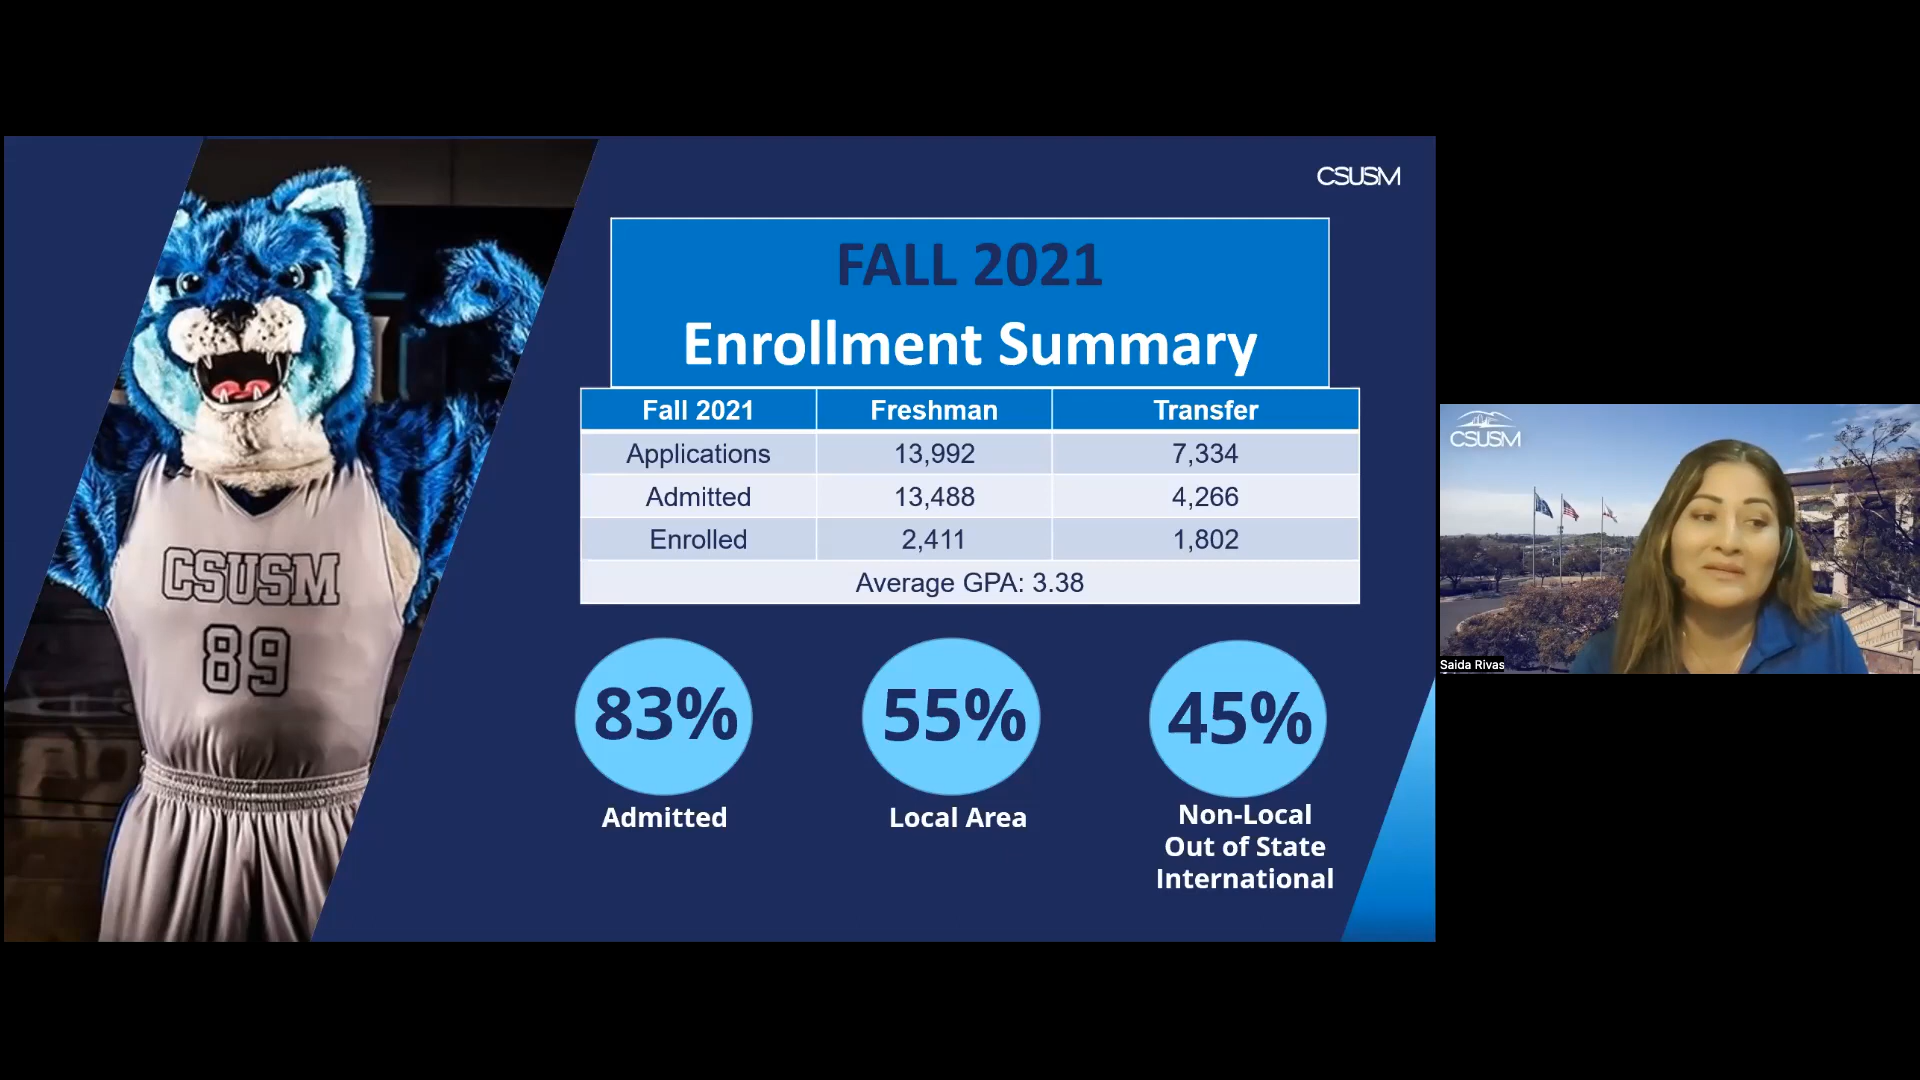 CSUSM
FALL 2021
Enrollment Summary
Fall 2021 Freshman Transfer
Applications 13,992 7,334
Admitted 13,488 4,266
Enrolled 2,411 1,802
Average GPA: 3.38
83%
Admitted
55%
Local Area
45%
Non-Local
Out of State
International
CSUSM
89
CSUSM
Saida Rivas